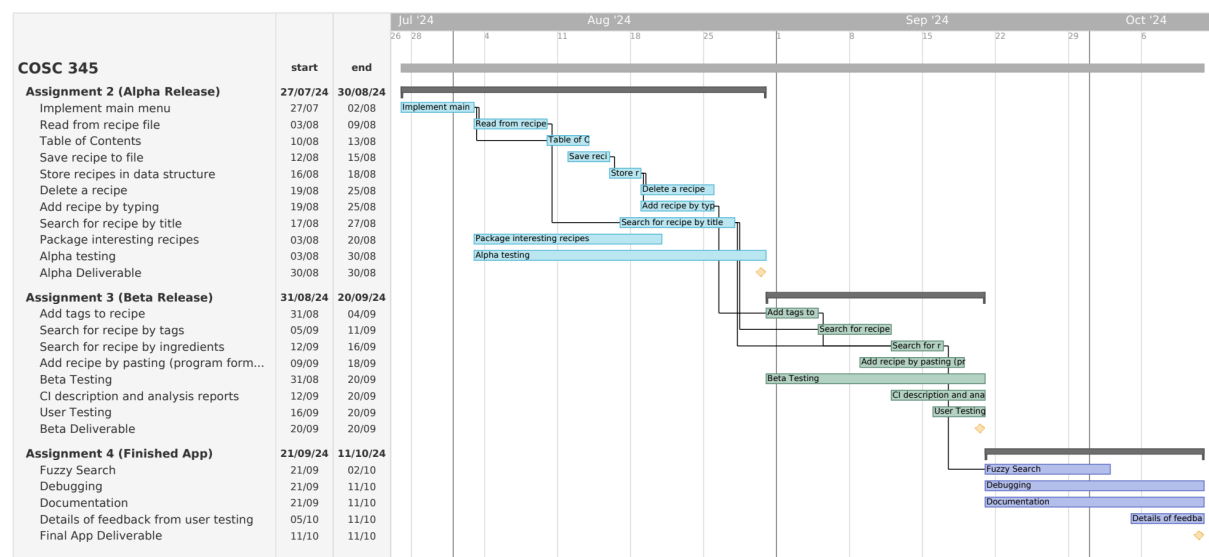 Jul '24 Aug '24 Sep '24 Oct '24
26 28 4 11 18 25 1 8 15 22 29 6
COSC 345 start end
Assignment 2 (Alpha Release) 27/07/24 30/08/24
Implement main menu 27/07 02/08 Implement main
Read from recipe file 03/08 09/08 Read from recipe
Table of Contents 10/08 13/08 Table of C
Save recipe to file 12/08 15/08 Save reci
Store recipes in data structure 16/08 18/08 Store r
Delete a recipe 19/08 25/08 Delete a recipe
Add recipe by typing 19/08 25/08 Add recipe by typ
Search for recipe by title 17/08 27/08 Search for recipe by title
Package interesting recipes 03/08 20/08 Package interesting recipes
Alpha testing 03/08 30/08 Alpha testing
Alpha Deliverable 30/08 30/08
Assignment 3 (Beta Release) 31/08/24 20/09/24
Add tags to recipe 31/08 04/09 Add tags to
Search for recipe by tags 05/09 11/09 Search for recipe
Search for recipe by ingredients 12/09 16/09 Search for r
Add recipe by pasting (program form... 09/09 18/09 Add recipe by pasting (pr
Beta Testing 31/08 20/09 Beta Testing
CI description and analysis reports 12/09 20/09 CI description and ana
User Testing 16/09 20/09 User Testing
Beta Deliverable 20/09 20/09
Assignment 4 (Finished App) 21/09/24 11/10/24
Fuzzy Search 21/09 02/10 Fuzzy Search
Debugging 21/09 11/10 Debugging
Documentation 21/09 11/10 Documentation
Details of feedback from user testing 05/10 11/10 Details of feedba
Final App Deliverable 11/10 11/10